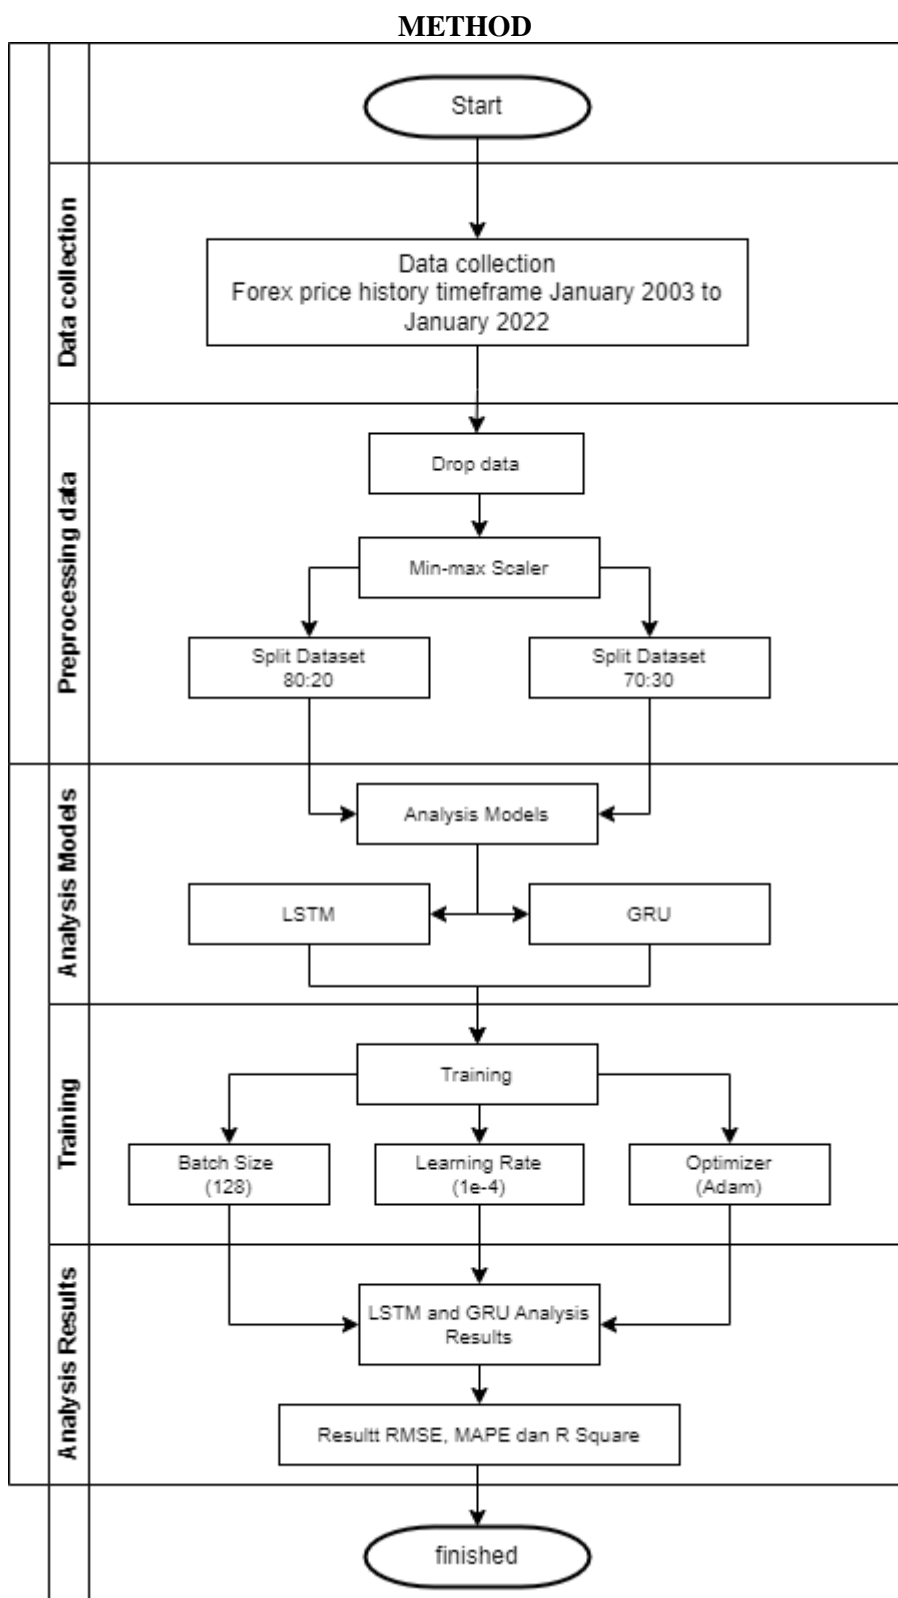 METHOD
Start
Data collection
Data collection
Forex price history timeframe January 2003 to
January 2022
Preprocessing data
Drop data
Min-max Scaler
Split Dataset
80:20
Split Dataset
70:30
Analysis Models
Analysis Models
LSTM
GRU
Training
Training
Batch Size
(128)
Learning Rate
(1e-4)
Optimizer
(Adam)
Analysis Results
LSTM and GRU Analysis
Results
Resultt RMSE, MAPE dan R Square
finished